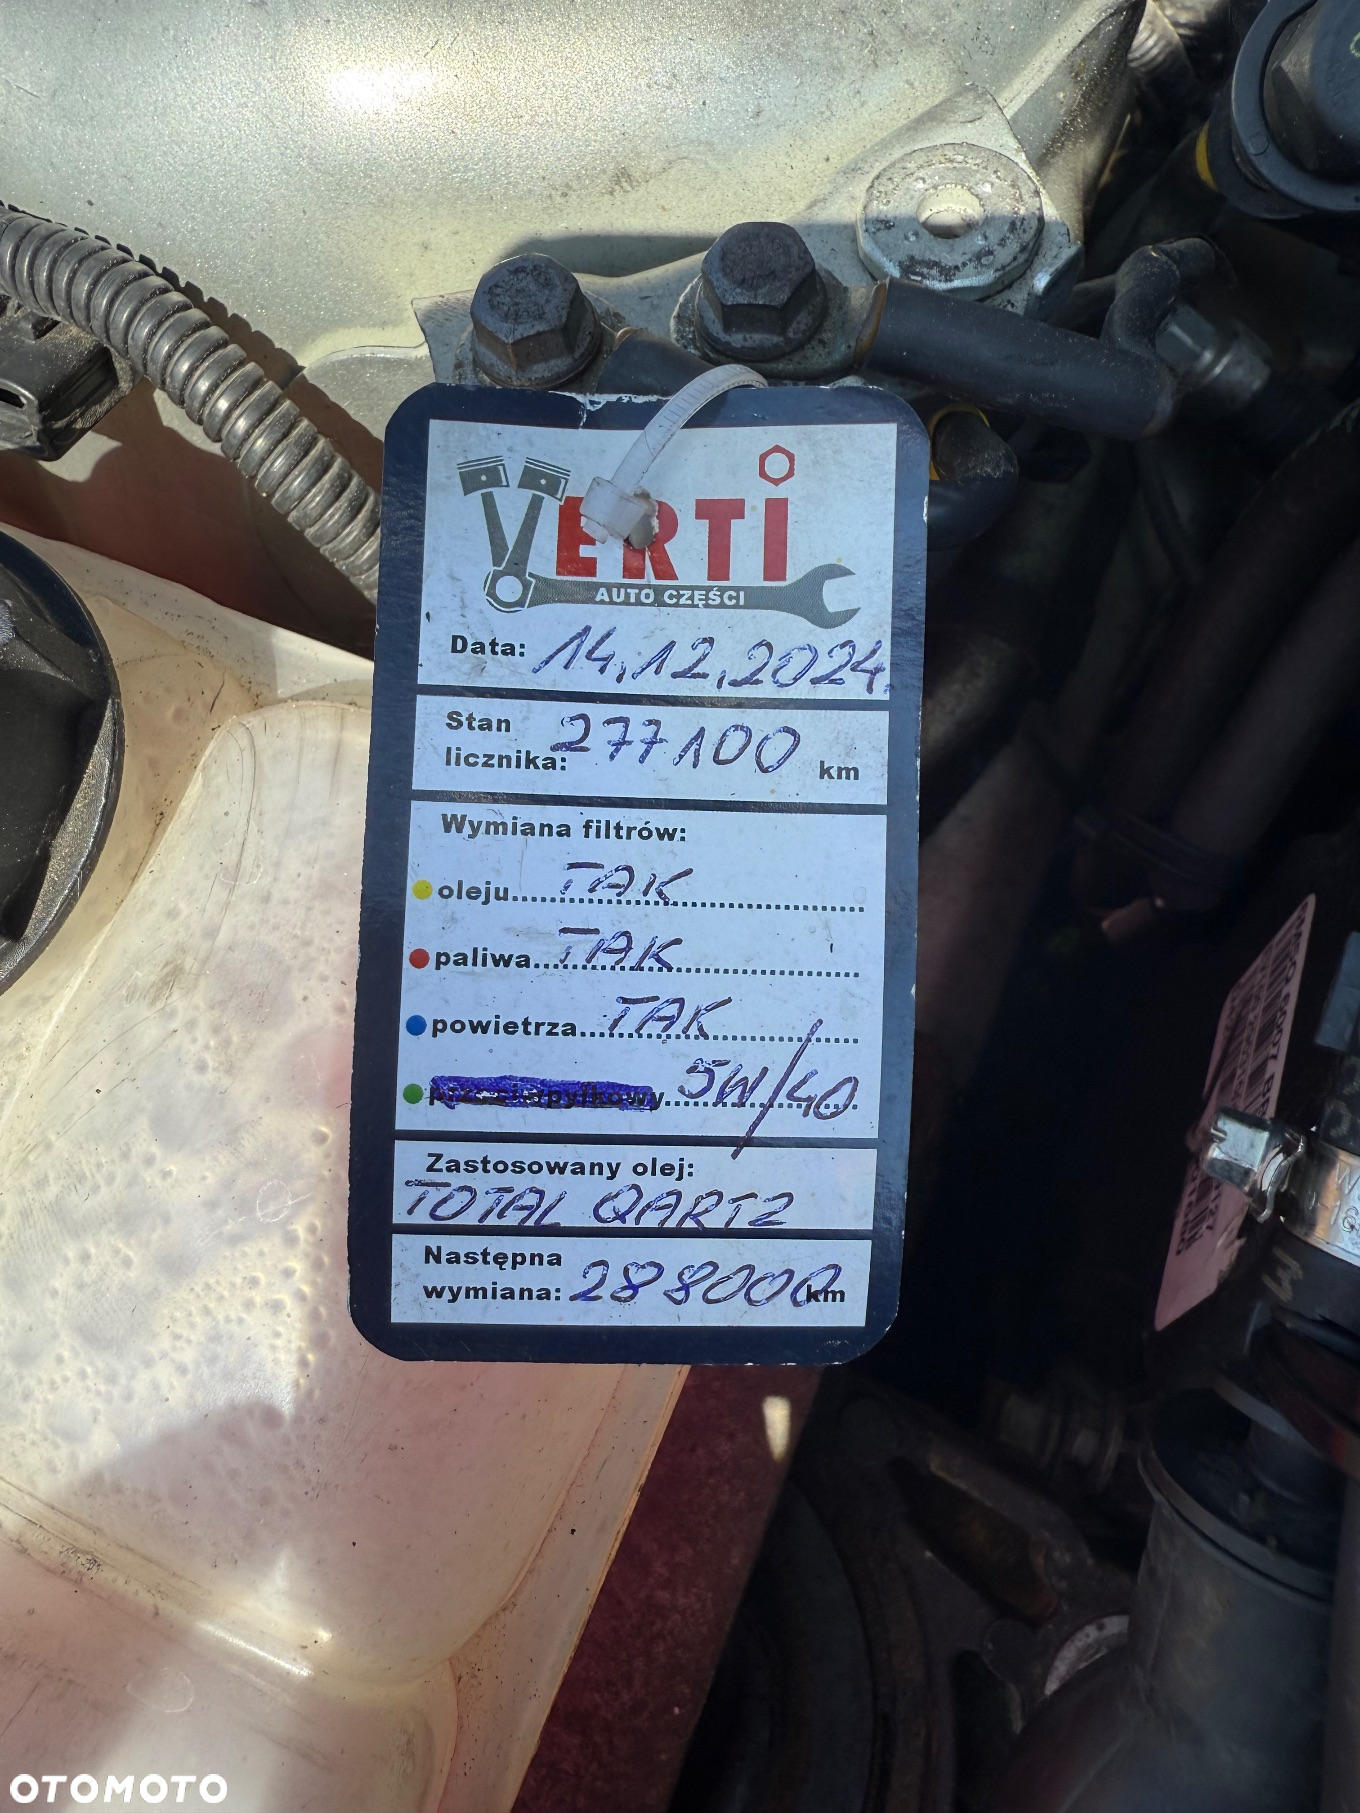 VERTI
AUTO CZĘŚCI
Data: 14.12.2024.
Stan
licznika: 277100 km
Wymiana filtrów:
oleju....TAK
paliwa....TAK
powietrza....TAK
5W/40
Zastosowany olej:
TOTAL QARTZ
Następna
wymiana: 288000 km
OTOMOTO